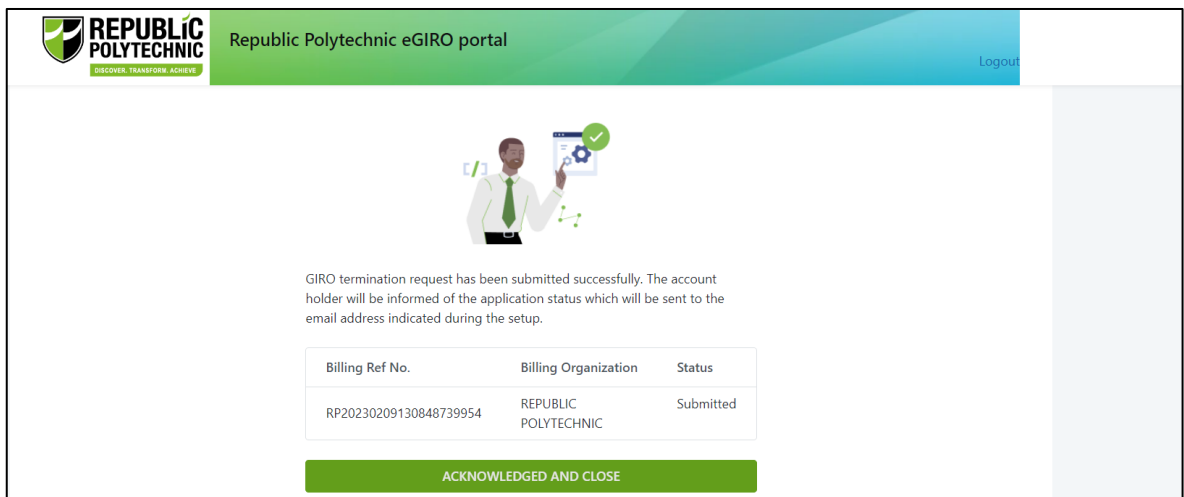 REPUBLIC
POLYTECHNIC
DISCOVER. TRANSFORM. ACHIEVE
Republic Polytechnic eGIRO portal
Logout
GIRO termination request has been submitted successfully. The account
holder will be informed of the application status which will be sent to the
email address indicated during the setup.
Billing Ref No. Billing Organization Status
RP20230209130848739954 REPUBLIC POLYTECHNIC Submitted
ACKNOWLEDGED AND CLOSE